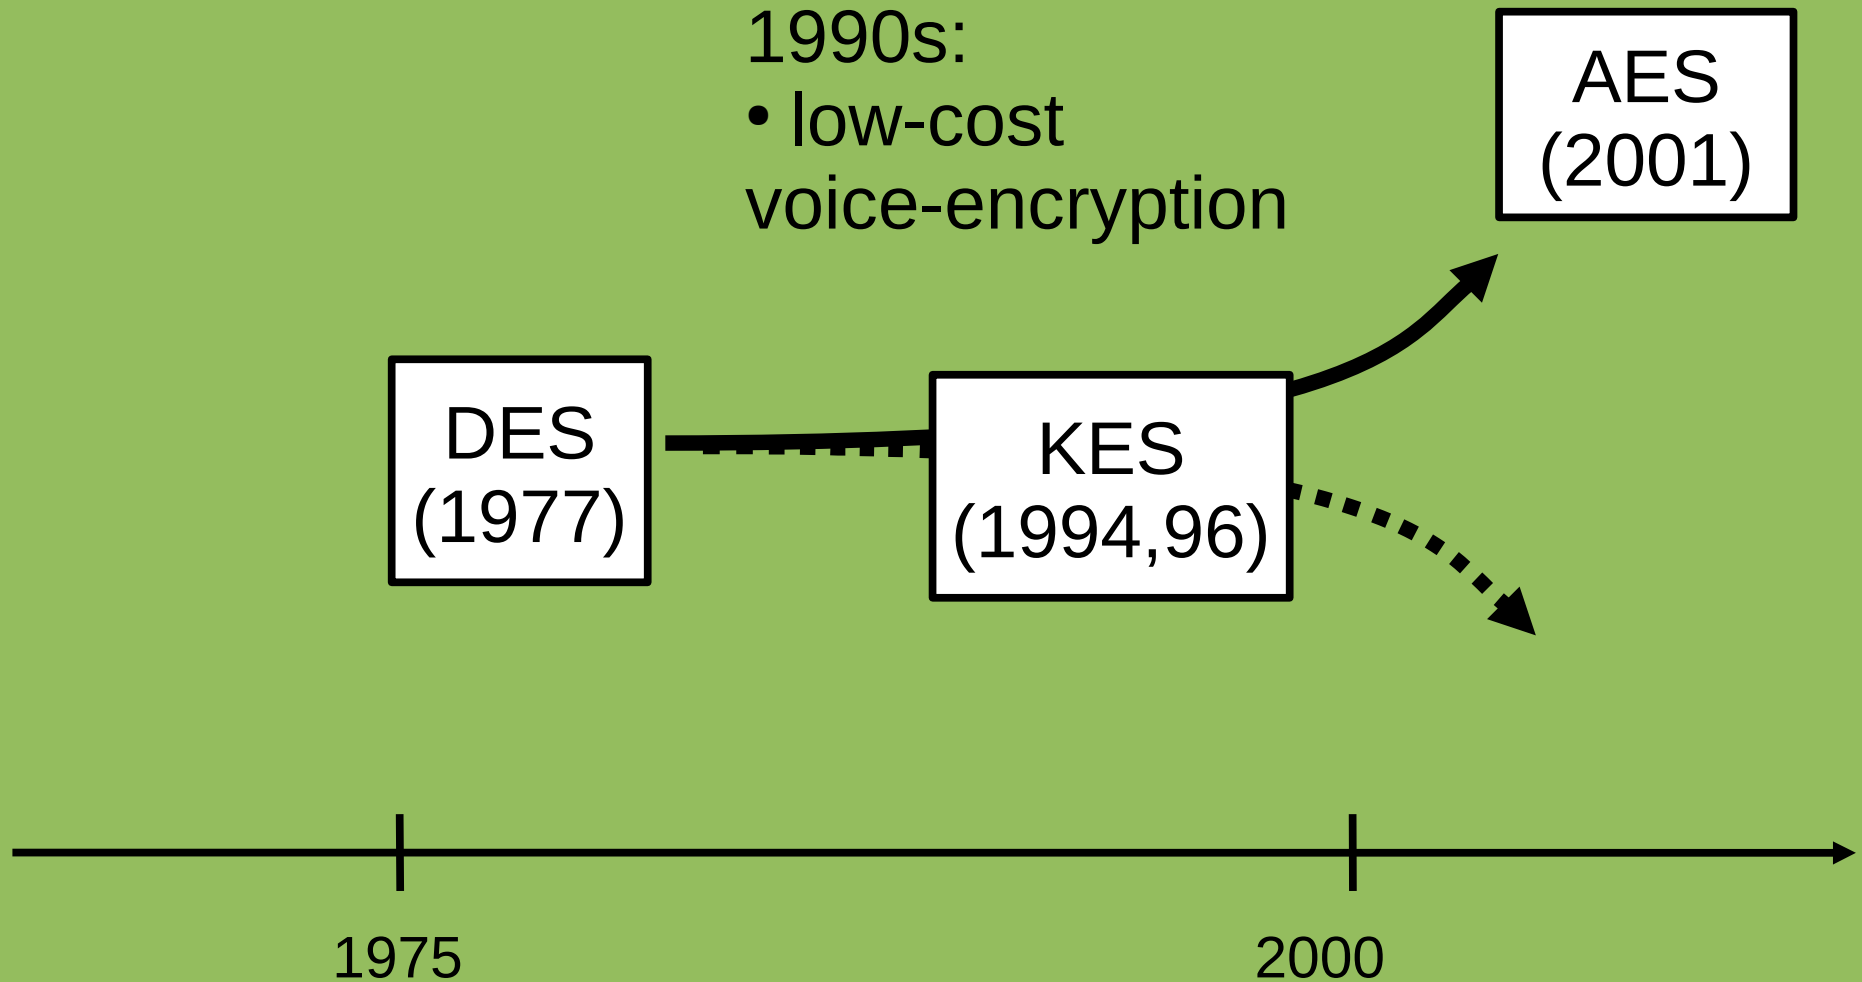 1990s:
• low-cost
voice-encryption
AES
(2001)
DES
(1977)
KES
(1994,96)
1975
2000